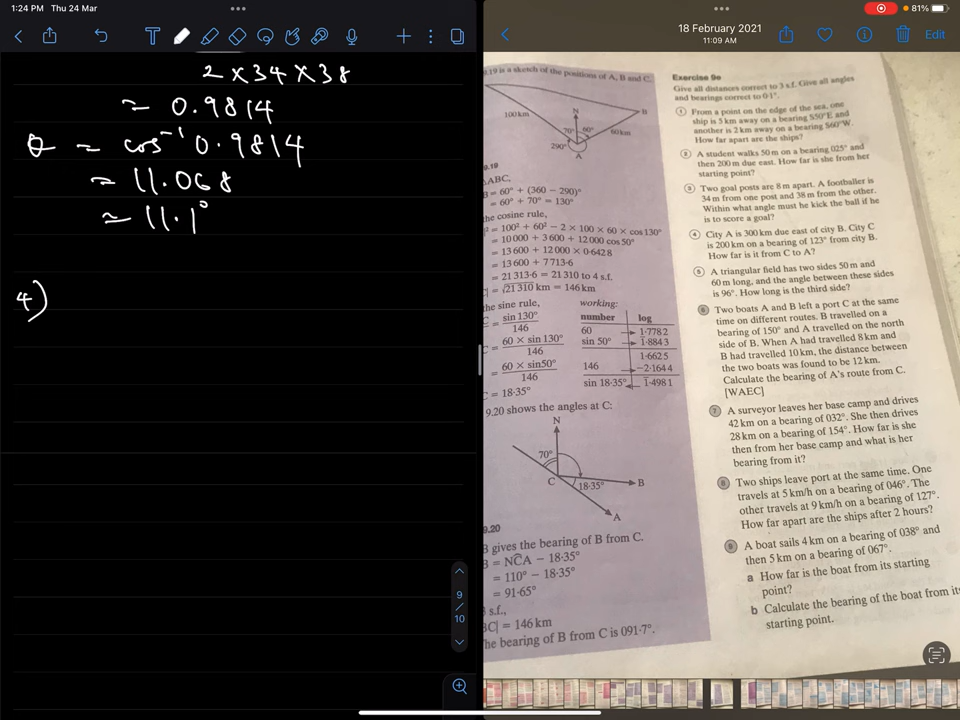 1:24 PM Thu 24 Mar
81%
18 February 2021
11:09 AM
Edit
2 × 34 × 38
≈ 0.9814
θ = cos⁻¹ 0.9814
≈ 11.068
≈ 11.1°
4)
9
/
10
9.19 is a sketch of the positions of A, B and C.
100 km
N
B
70°
60°
60 km
290°
A
9.19
ABC,
= 60° + (360 − 290)°
= 60° + 70° = 130°
the cosine rule,
= 100² + 60² − 2 × 100 × 60 × cos 130°
= 10 000 + 3 600 + 12 000 cos 50°
= 13 600 + 12 000 × 0·6428
= 13 600 + 7 713·6
= 21 313·6 = 21 310 to 4 s.f.
= √21 310 km = 146 km
the sine rule,
= sin 130° / 146
= 60 × sin 130° / 146
= 60 × sin 50° / 146
C = 18·35°
working:
number log
60 → 1·7782
sin 50° → 1̄·8843
1·6625
146 → −2·1644
sin 18·35° ← 1̄·4981
9.20 shows the angles at C:
N
70°
C
18·35°
B
A
9.20
B gives the bearing of B from C.
= NĈA − 18·35°
= 110° − 18·35°
= 91·65°
s.f.,
BC| = 146 km
The bearing of B from C is 091·7°.
Exercise 9e
Give all distances correct to 3 s.f. Give all angles
and bearings correct to 0·1°.
1 From a point on the edge of the sea, one
ship is 5 km away on a bearing S50°E and
another is 2 km away on a bearing S60°W.
How far apart are the ships?
2 A student walks 50 m on a bearing 025° and
then 200 m due east. How far is she from her
starting point?
3 Two goal posts are 8 m apart. A footballer is
34 m from one post and 38 m from the other.
Within what angle must he kick the ball if he
is to score a goal?
4 City A is 300 km due east of city B. City C
is 200 km on a bearing of 123° from city B.
How far is it from C to A?
5 A triangular field has two sides 50 m and
60 m long, and the angle between these sides
is 96°. How long is the third side?
6 Two boats A and B left a port C at the same
time on different routes. B travelled on a
bearing of 150° and A travelled on the north
side of B. When A had travelled 8 km and
B had travelled 10 km, the distance between
the two boats was found to be 12 km.
Calculate the bearing of A's route from C.
[WAEC]
7 A surveyor leaves her base camp and drives
42 km on a bearing of 032°. She then drives
28 km on a bearing of 154°. How far is she
then from her base camp and what is her
bearing from it?
8 Two ships leave port at the same time. One
travels at 5 km/h on a bearing of 046°. The
other travels at 9 km/h on a bearing of 127°.
How far apart are the ships after 2 hours?
9 A boat sails 4 km on a bearing of 038° and
then 5 km on a bearing of 067°.
a How far is the boat from its starting
point?
b Calculate the bearing of the boat from its
starting point.